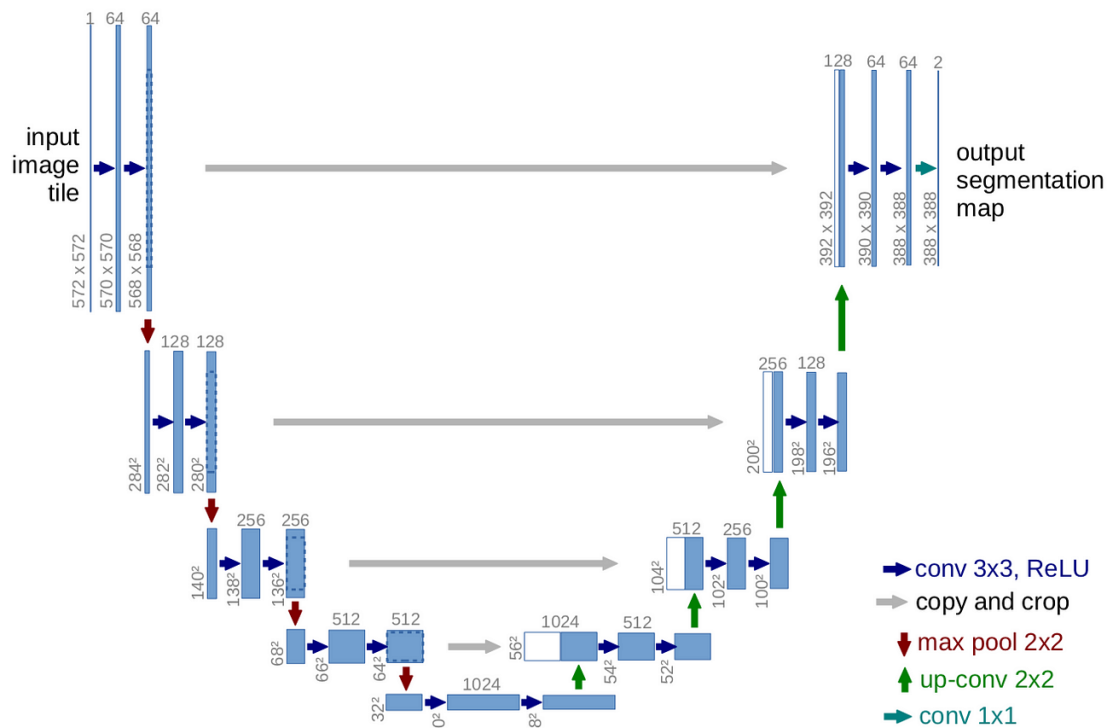 1 64 64
input
image
tile
572 x 572
570 x 570
568 x 568
128 64 64 2
output
segmentation
map
392 x 392
390 x 390
388 x 388
388 x 388
128 128
284²
282²
280²
256 128
200²
198²
196²
256 256
140²
138²
136²
512 256
104²
102²
100²
512 512
68²
66²
64²
1024 512
56²
54²
52²
1024
32²
0²
8²
conv 3x3, ReLU
copy and crop
max pool 2x2
up-conv 2x2
conv 1x1